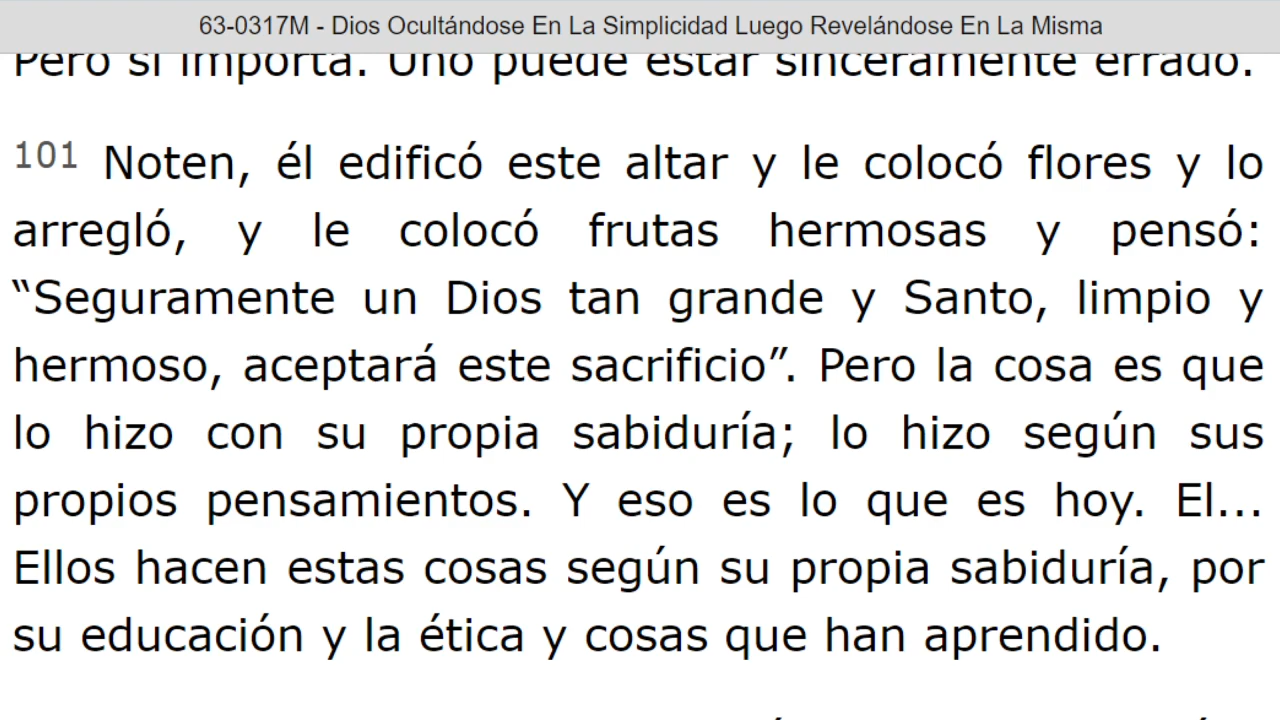 63-0317M - Dios Ocultándose En La Simplicidad Luego Revelándose En La Misma
Pero sí importa. Uno puede estar sinceramente errado.
101 Noten, él edificó este altar y le colocó flores y lo
arregló, y le colocó frutas hermosas y pensó:
“Seguramente un Dios tan grande y Santo, limpio y
hermoso, aceptará este sacrificio”. Pero la cosa es que
lo hizo con su propia sabiduría; lo hizo según sus
propios pensamientos. Y eso es lo que es hoy. El...
Ellos hacen estas cosas según su propia sabiduría, por
su educación y la ética y cosas que han aprendido.